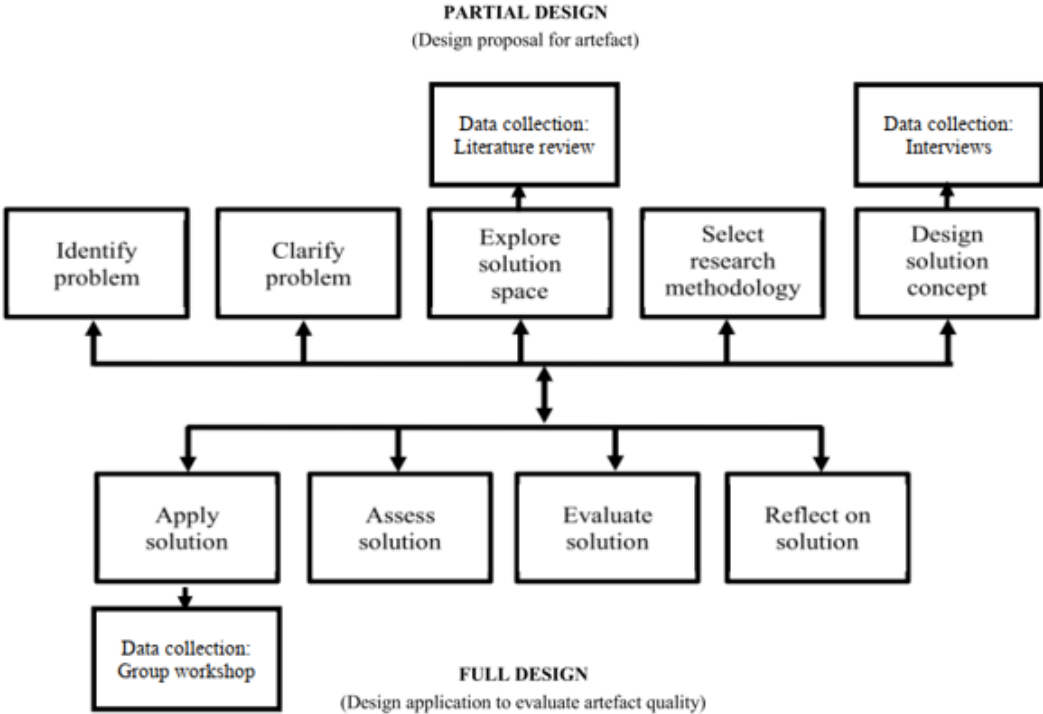 PARTIAL DESIGN
(Design proposal for artefact)
Data collection:
Literature review
Data collection:
Interviews
Identify
problem
Clarify
problem
Explore
solution
space
Select
research
methodology
Design
solution
concept
Apply
solution
Assess
solution
Evaluate
solution
Reflect on
solution
Data collection:
Group workshop
FULL DESIGN
(Design application to evaluate artefact quality)